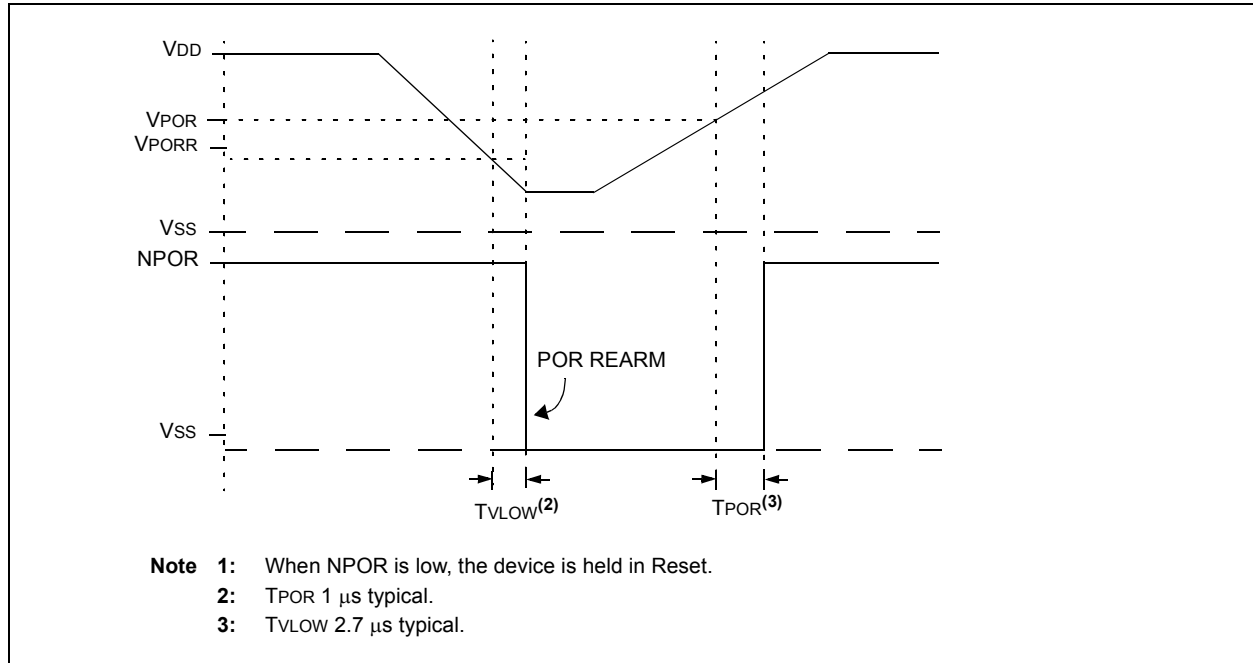 VDD
VPOR
VPORR
VSS
NPOR
POR REARM
VSS
TVLOW(2) TPOR(3)
Note 1: When NPOR is low, the device is held in Reset.
2: TPOR 1 μs typical.
3: TVLOW 2.7 μs typical.